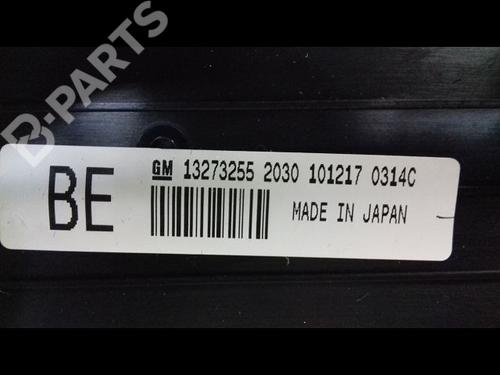 B-PARTS
BE
GM 13273255 2030 101217 0314C
MADE IN JAPAN